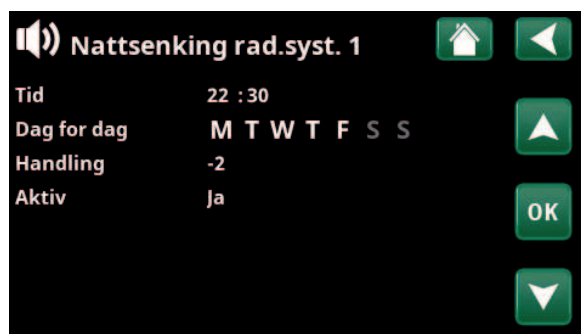 Nattsenking rad.syst. 1
Tid 22 :30
Dag for dag M T W T F S S
Handling -2
Aktiv Ja
OK